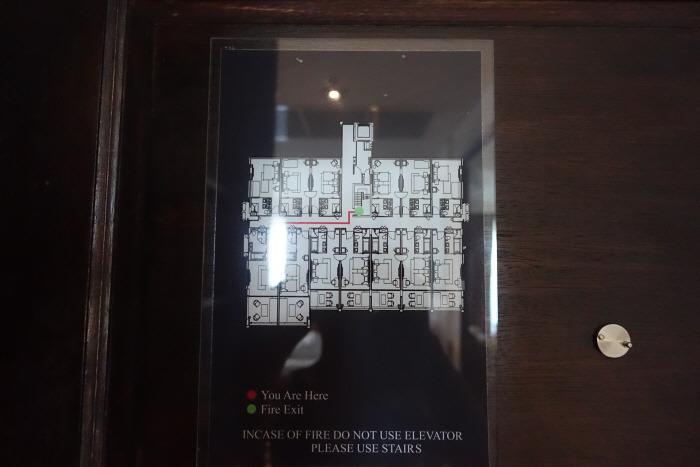 You Are Here
Fire Exit
INCASE OF FIRE DO NOT USE ELEVATOR
PLEASE USE STAIRS